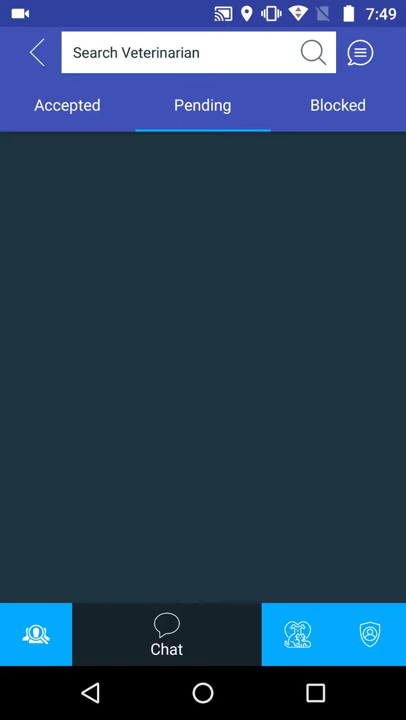 7:49
Search Veterinarian
Accepted
Pending
Blocked
Chat